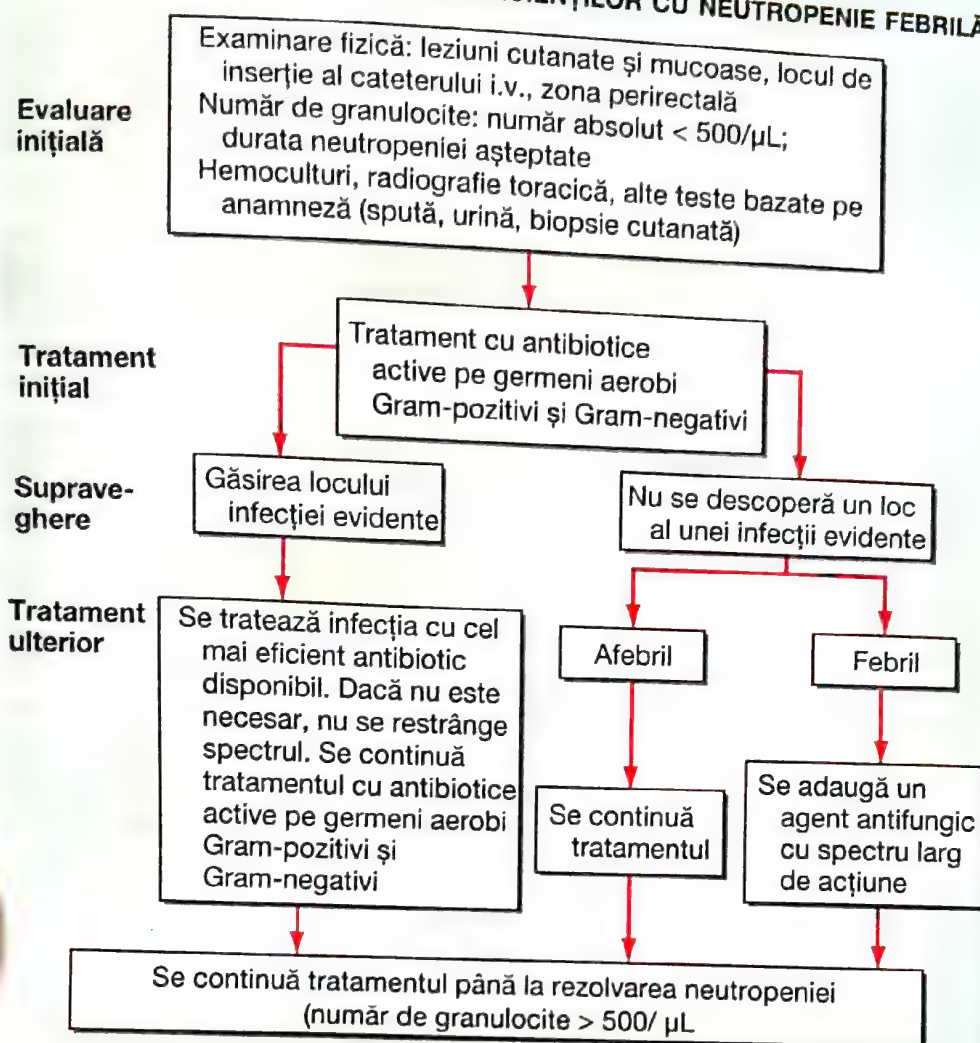 CU NEUTROPENIE FEBRILĂ
Evaluare
inițială
Examinare fizică: leziuni cutanate și mucoase, locul de
inserție al cateterului i.v., zona perirectală
Număr de granulocite: număr absolut < 500/μL;
durata neutropeniei așteptate
Hemoculturi, radiografie toracică, alte teste bazate pe
anamneză (spută, urină, biopsie cutanată)
Tratament
inițial
Tratament cu antibiotice
active pe germeni aerobi
Gram-pozitivi și Gram-negativi
Suprave-
ghere
Găsirea locului
infecției evidente
Nu se descoperă un loc
al unei infecții evidente
Tratament
ulterior
Se tratează infecția cu cel
mai eficient antibiotic
disponibil. Dacă nu este
necesar, nu se restrânge
spectrul. Se continuă
tratamentul cu antibiotice
active pe germeni aerobi
Gram-pozitivi și
Gram-negativi
Afebril
Febril
Se continuă
tratamentul
Se adaugă un
agent antifungic
cu spectru larg
de acțiune
Se continuă tratamentul până la rezolvarea neutropeniei
(număr de granulocite > 500/ μL